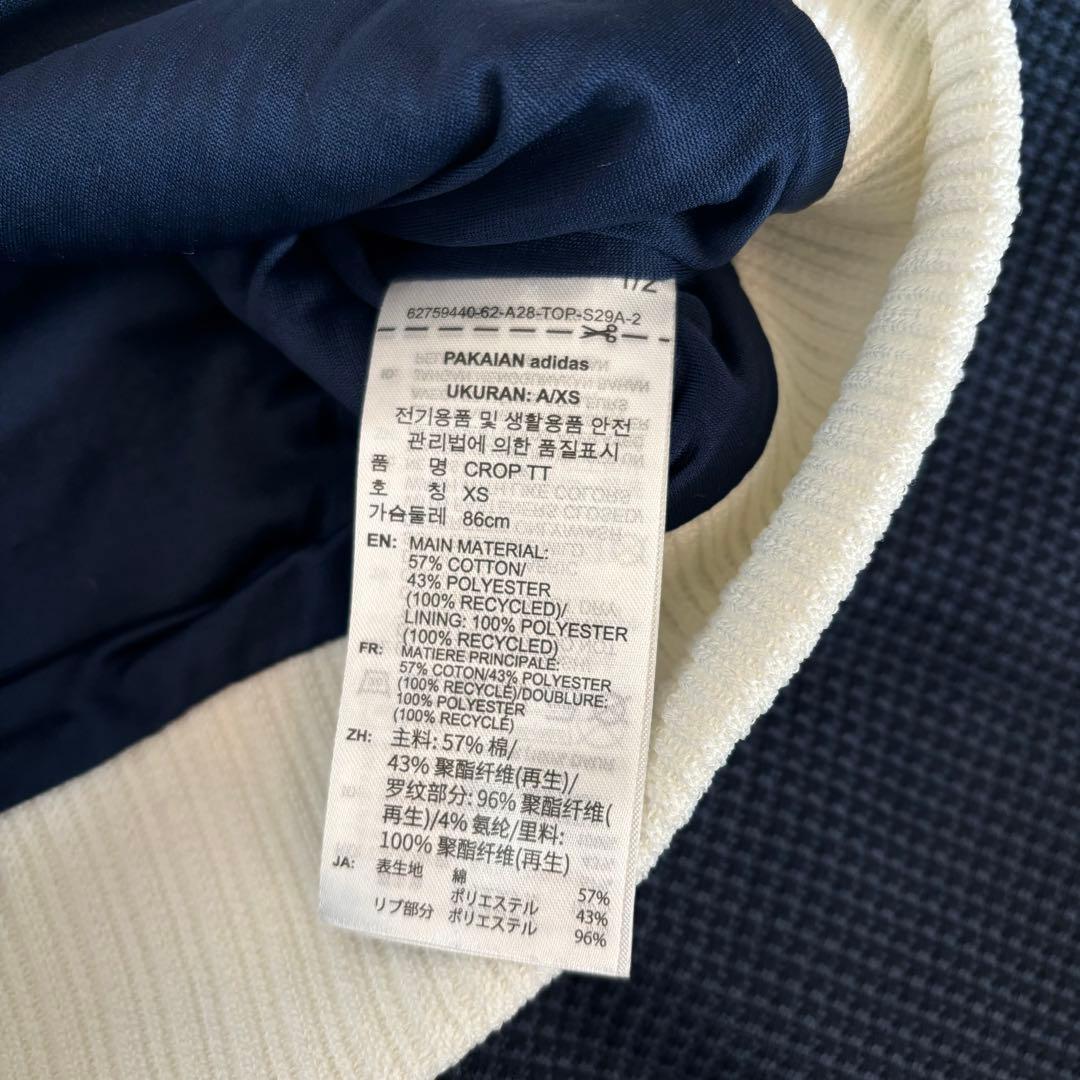 1/2
62759440-62-A28-TOP-S29A-2
PAKAIAN adidas
UKURAN: A/XS
전기용품 및 생활용품 안전
관리법에 의한 품질표시
품 명 CROP TT
호 칭 XS
가슴둘레 86cm
EN: MAIN MATERIAL:
57% COTTON/
43% POLYESTER
(100% RECYCLED)/
LINING: 100% POLYESTER
(100% RECYCLED)
FR: MATIERE PRINCIPALE:
57% COTON/43% POLYESTER
(100% RECYCLÉ)/DOUBLURE:
100% POLYESTER
(100% RECYCLÉ)
ZH: 主料: 57% 棉/
43% 聚酯纤维(再生)/
罗纹部分: 96% 聚酯纤维(
再生)/4% 氨纶/里料:
100% 聚酯纤维(再生)
JA: 表生地 綿 57%
ポリエステル 43%
リブ部分 ポリエステル 96%